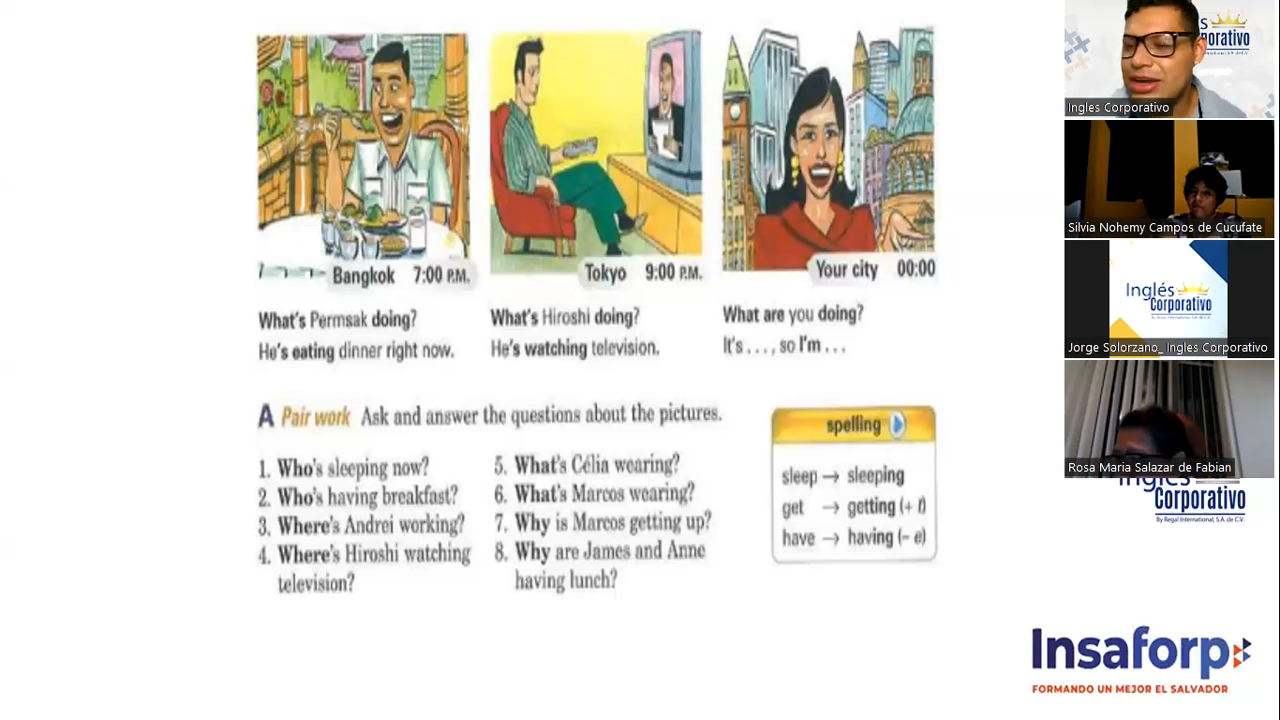 Bangkok 7:00 P.M.
Tokyo 9:00 P.M.
Your city 00:00
What's Permsak doing?
He's eating dinner right now.
What's Hiroshi doing?
He's watching television.
What are you doing?
It's . . . , so I'm . . .
A Pair work Ask and answer the questions about the pictures.
1. Who's sleeping now?
2. Who's having breakfast?
3. Where's Andrei working?
4. Where's Hiroshi watching
television?
5. What's Célia wearing?
6. What's Marcos wearing?
7. Why is Marcos getting up?
8. Why are James and Anne
having lunch?
spelling
sleep → sleeping
get → getting (+ t)
have → having (– e)
Corporativo
Ingles Corporativo
Silvia Nohemy Campos de Cucufate
Inglés
Corporativo
Jorge Solorzano_ Ingles Corporativo
Rosa Maria Salazar de Fabian
Inglés
Corporativo
By Regal International, S.A. de C.V.
Insaforp
FORMANDO UN MEJOR EL SALVADOR